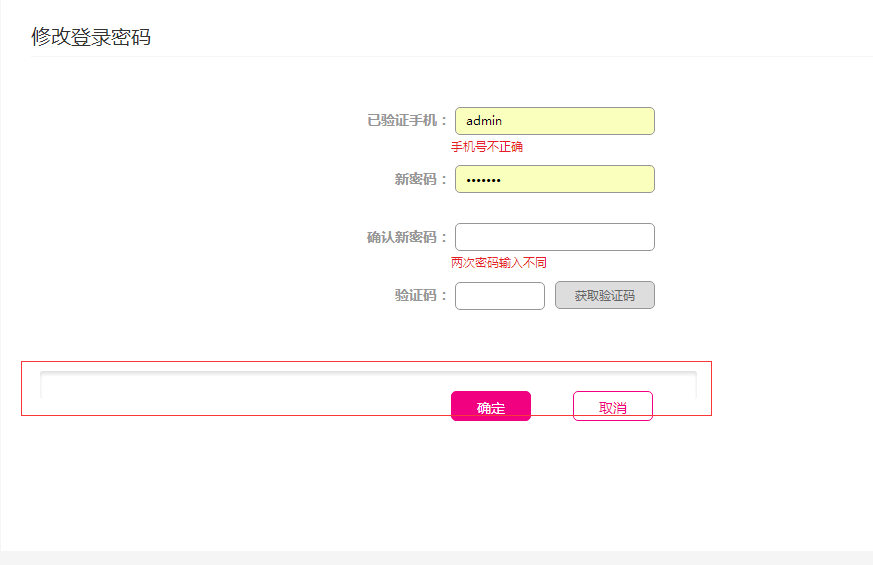 修改登录密码
已验证手机： admin
手机号不正确
新密码： •••••••
确认新密码：
两次密码输入不同
验证码： 获取验证码
确定 取消